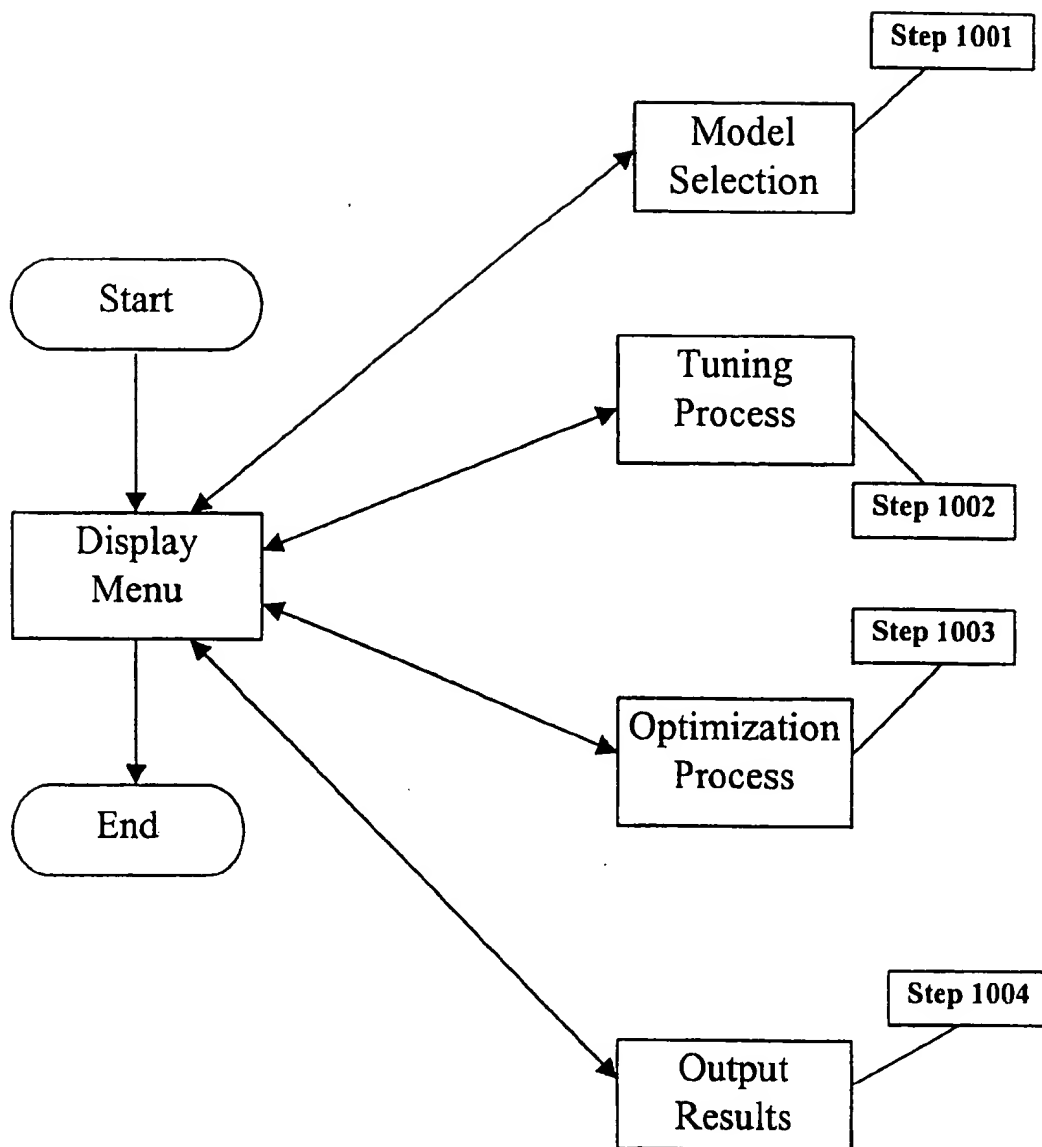 Step 1001
Model
Selection
Start
Tuning
Process
Step 1002
Display
Menu
Step 1003
Optimization
Process
End
Step 1004
Output
Results